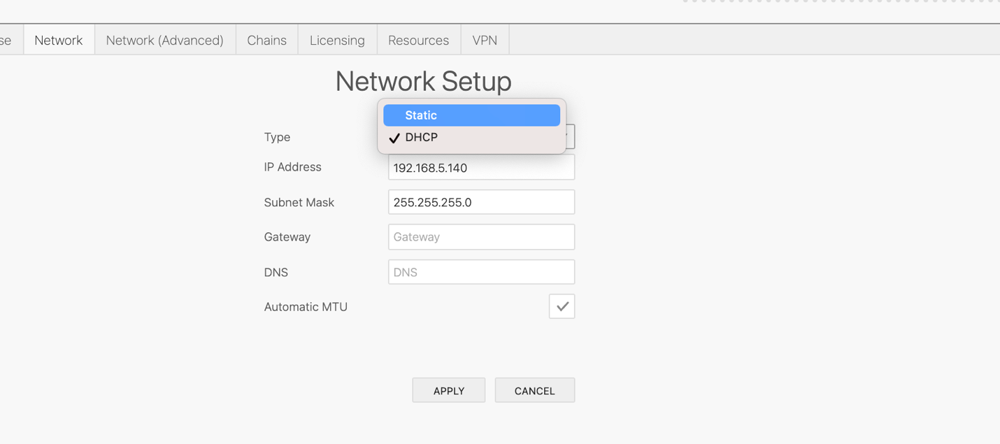 se Network Network (Advanced) Chains Licensing Resources VPN
Network Setup
Static
Type DHCP
IP Address 192.168.5.140
Subnet Mask 255.255.255.0
Gateway Gateway
DNS DNS
Automatic MTU
APPLY CANCEL